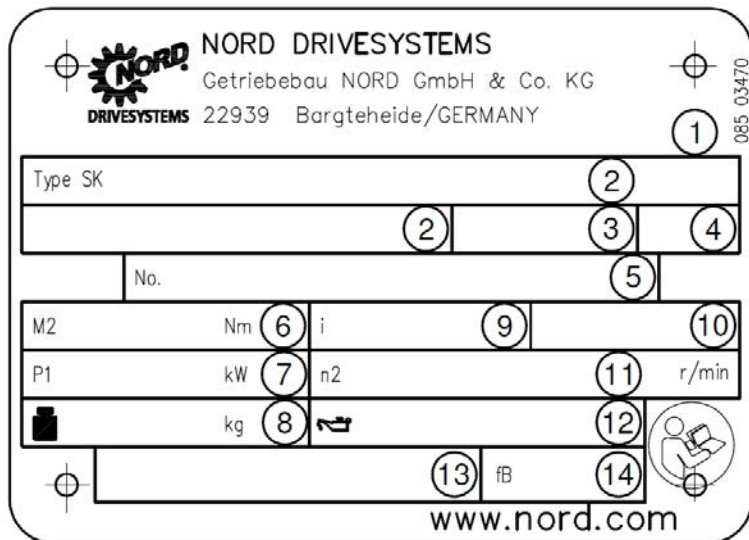 NORD DRIVESYSTEMS
NORD
DRIVESYSTEMS
Getriebebau NORD GmbH & Co. KG
22939 Bargteheide/GERMANY
085 03470
1
Type SK 2
2 3 4
No. 5
M2 Nm 6 i 9 10
P1 kW 7 n2 11 r/min
kg 8 12
13 fB 14
www.nord.com